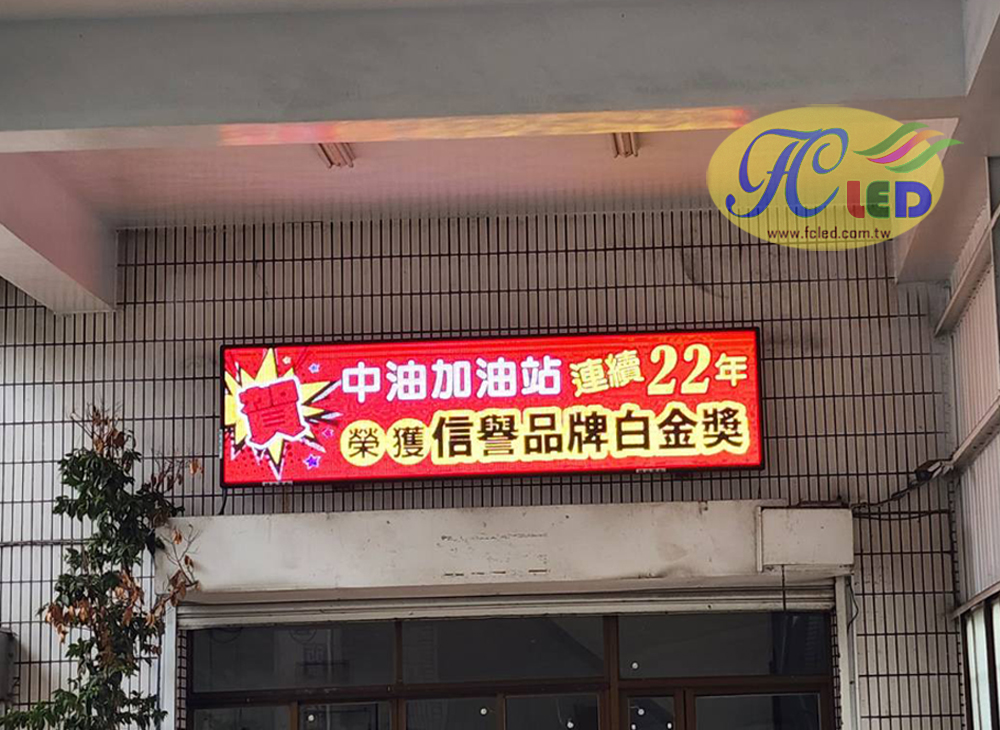 FC LED
www.fcled.com.tw
賀
中油加油站 連續22年
榮獲信譽品牌白金獎